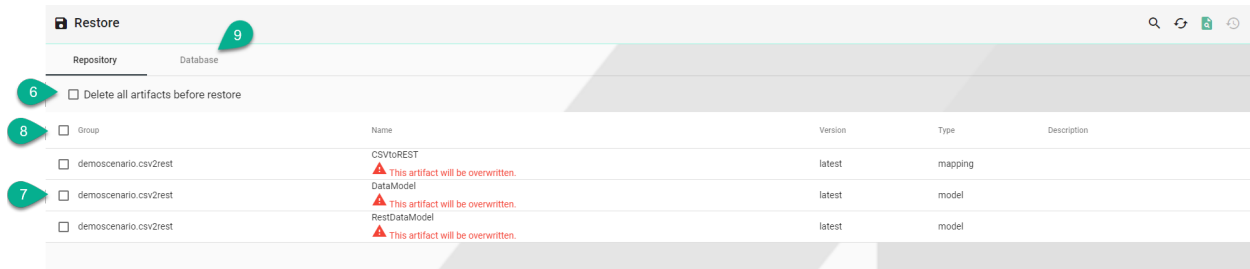 Restore
9
Repository Database
6 Delete all artifacts before restore
8 Group Name Version Type Description
demoscenario.csv2rest CSVtoREST latest mapping
This artifact will be overwritten.
7 demoscenario.csv2rest DataModel latest model
This artifact will be overwritten.
demoscenario.csv2rest RestDataModel latest model
This artifact will be overwritten.